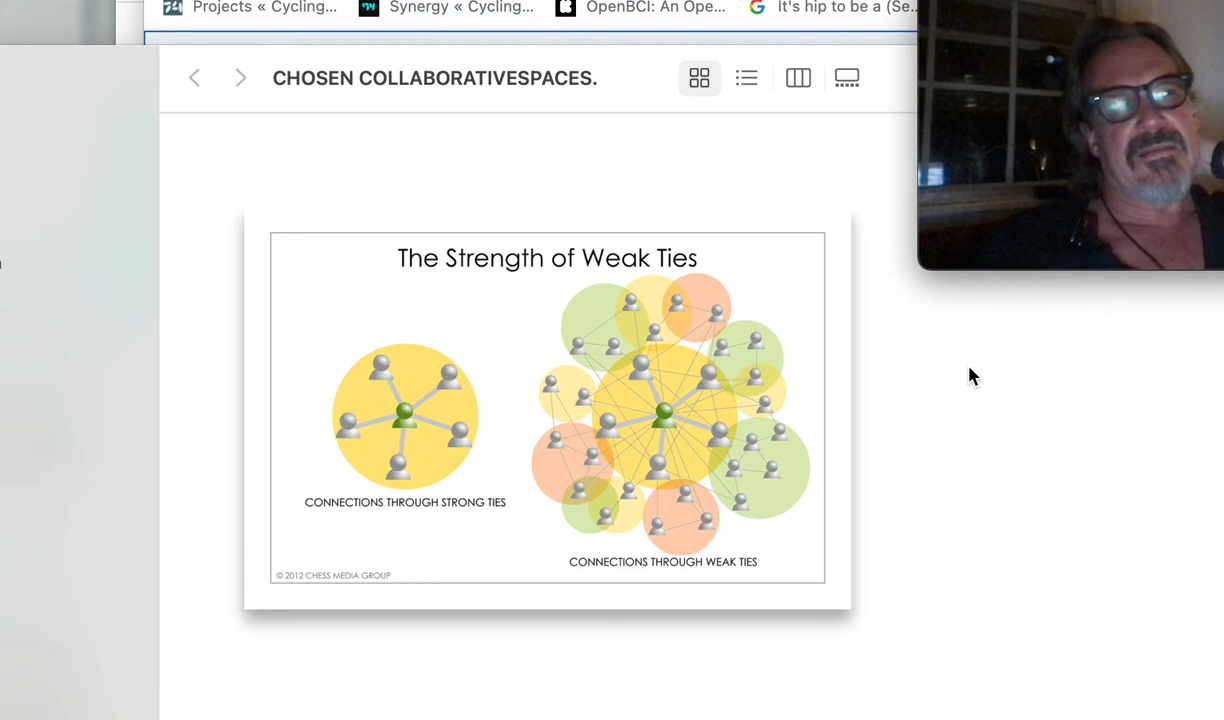 Projects « Cycling...
Synergy « Cycling...
OpenBCI: An Ope...
It's hip to be a (Se...
CHOSEN COLLABORATIVESPACES.
The Strength of Weak Ties
CONNECTIONS THROUGH STRONG TIES
CONNECTIONS THROUGH WEAK TIES
© 2012 CHESS MEDIA GROUP